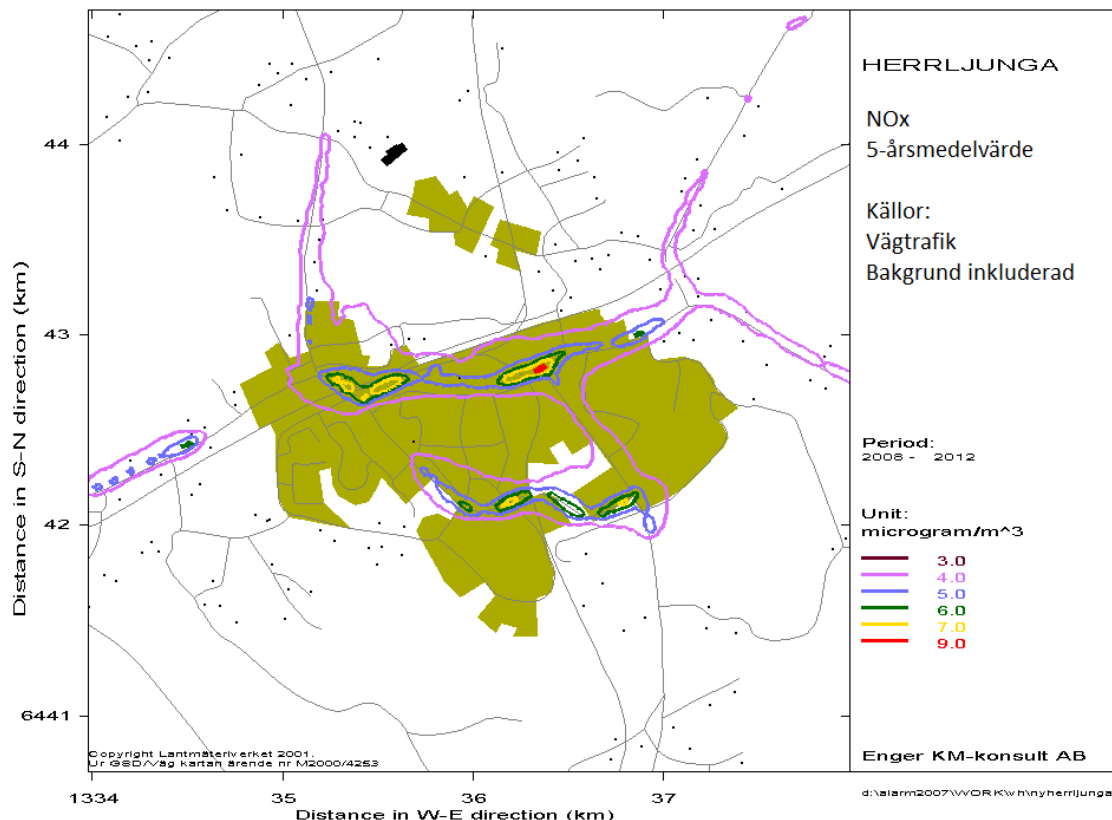 HERRLJUNGA
NOx
5-årsmedelvärde
Källor:
Vägtrafik
Bakgrund inkluderad
Period:
2008 - 2012
Unit:
microgram/m^3
3.0
4.0
5.0
6.0
7.0
9.0
Enger KM-konsult AB
d:\alarm2007\WORK\vh\nyherrljunga
Distance in S-N direction (km)
44
43
42
6441
Copyright Lantmäteriverket 2001.
Ur GSD/Väg kartan ärende nr M2000/4253
1334
35
36
37
Distance in W-E direction (km)